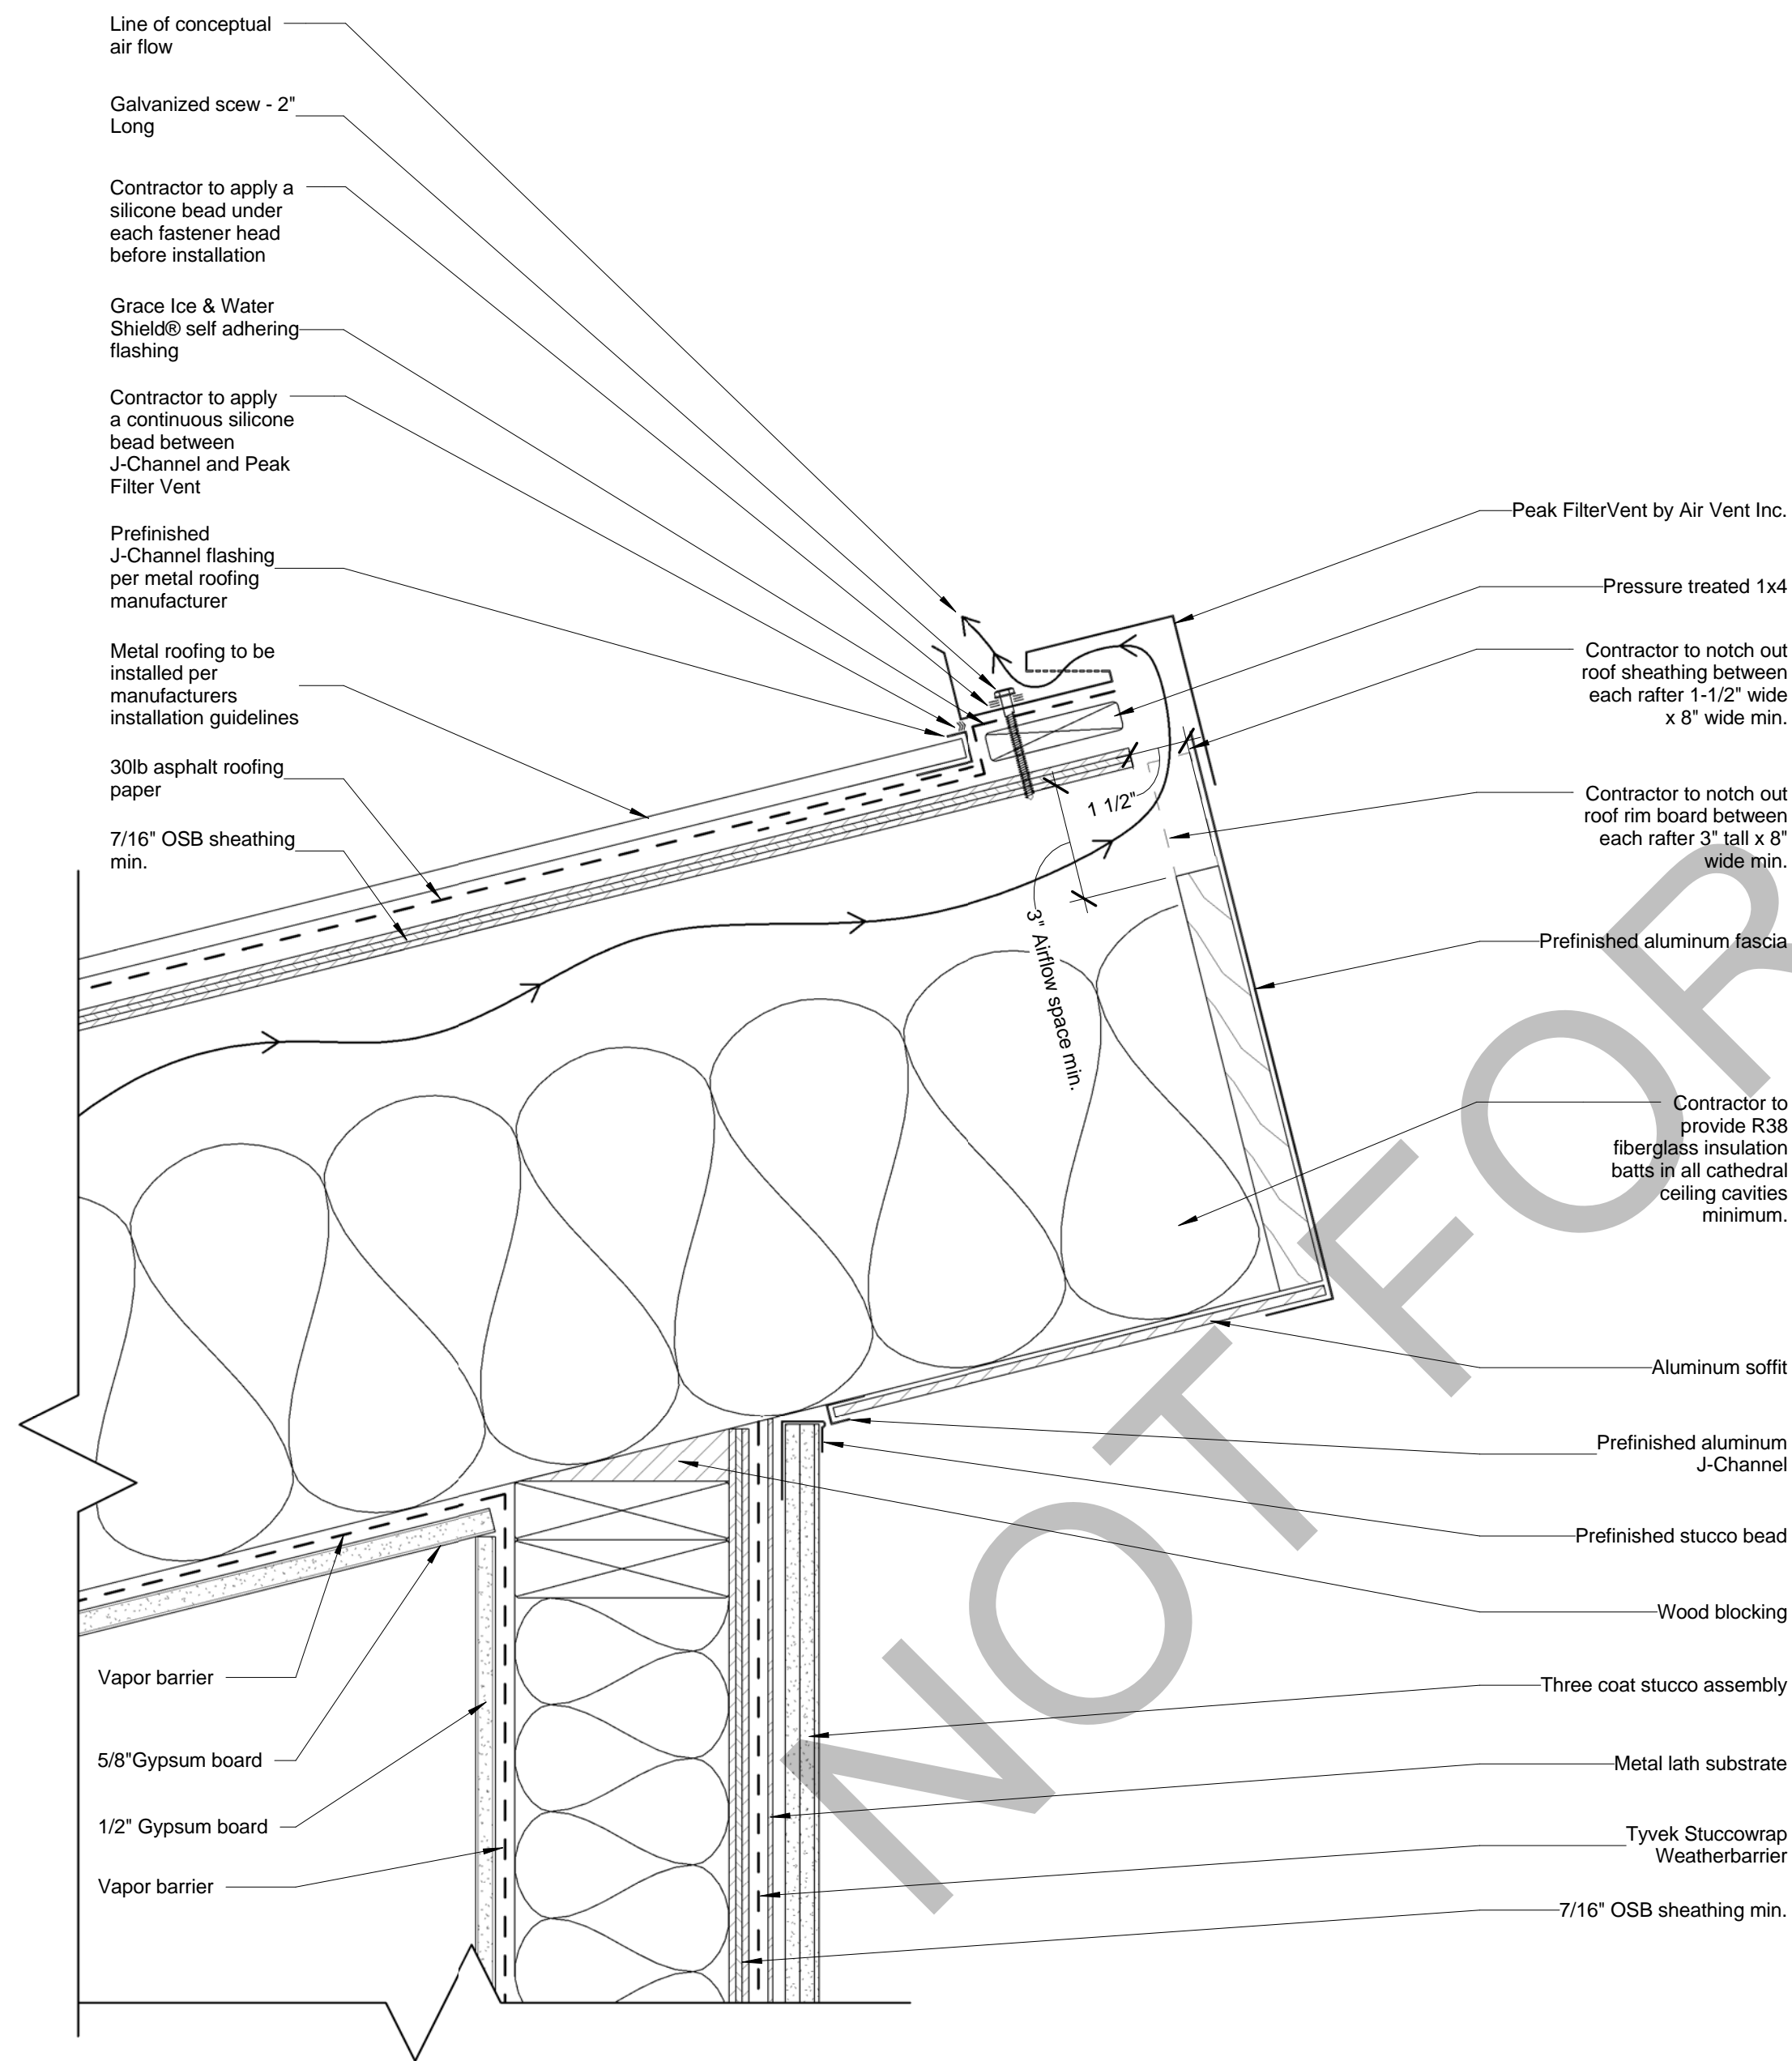 Line of conceptual
air flow
Galvanized scew - 2"
Long
Contractor to apply a
silicone bead under
each fastener head
before installation
Grace Ice & Water
Shield® self adhering
flashing
Contractor to apply
a continuous silicone
bead between
J-Channel and Peak
Filter Vent
Prefinished
J-Channel flashing
per metal roofing
manufacturer
Metal roofing to be
installed per
manufacturers
installation guidelines
30lb asphalt roofing
paper
7/16" OSB sheathing
min.
Peak FilterVent by Air Vent Inc.
Pressure treated 1x4
Contractor to notch out
roof sheathing between
each rafter 1-1/2" wide
x 8" wide min.
Contractor to notch out
roof rim board between
each rafter 3" tall x 8"
wide min.
1 1/2"
3" Airflow space min.
Prefinished aluminum fascia
Contractor to
provide R38
fiberglass insulation
batts in all cathedral
ceiling cavities
minimum.
Aluminum soffit
Prefinished aluminum
J-Channel
Prefinished stucco bead
Wood blocking
Three coat stucco assembly
Metal lath substrate
Tyvek Stuccowrap
Weatherbarrier
7/16" OSB sheathing min.
Vapor barrier
5/8"Gypsum board
1/2" Gypsum board
Vapor barrier
NOT FOR